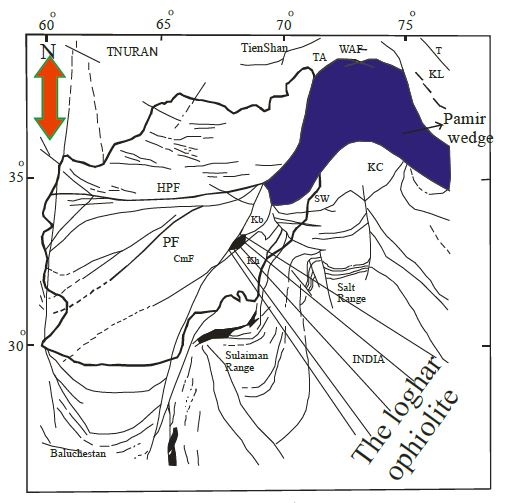 60 o
65 o
70 o
75 o
N
TNURAN
TienShan
TA
WAF
T
KL
Pamir
wedge
KC
35 o
HPF
SW
Kb
PF
CmF
Kh
Salt
Range
30 o
Sulaiman
Range
INDIA
The loghar
ophiolite
Baluchestan